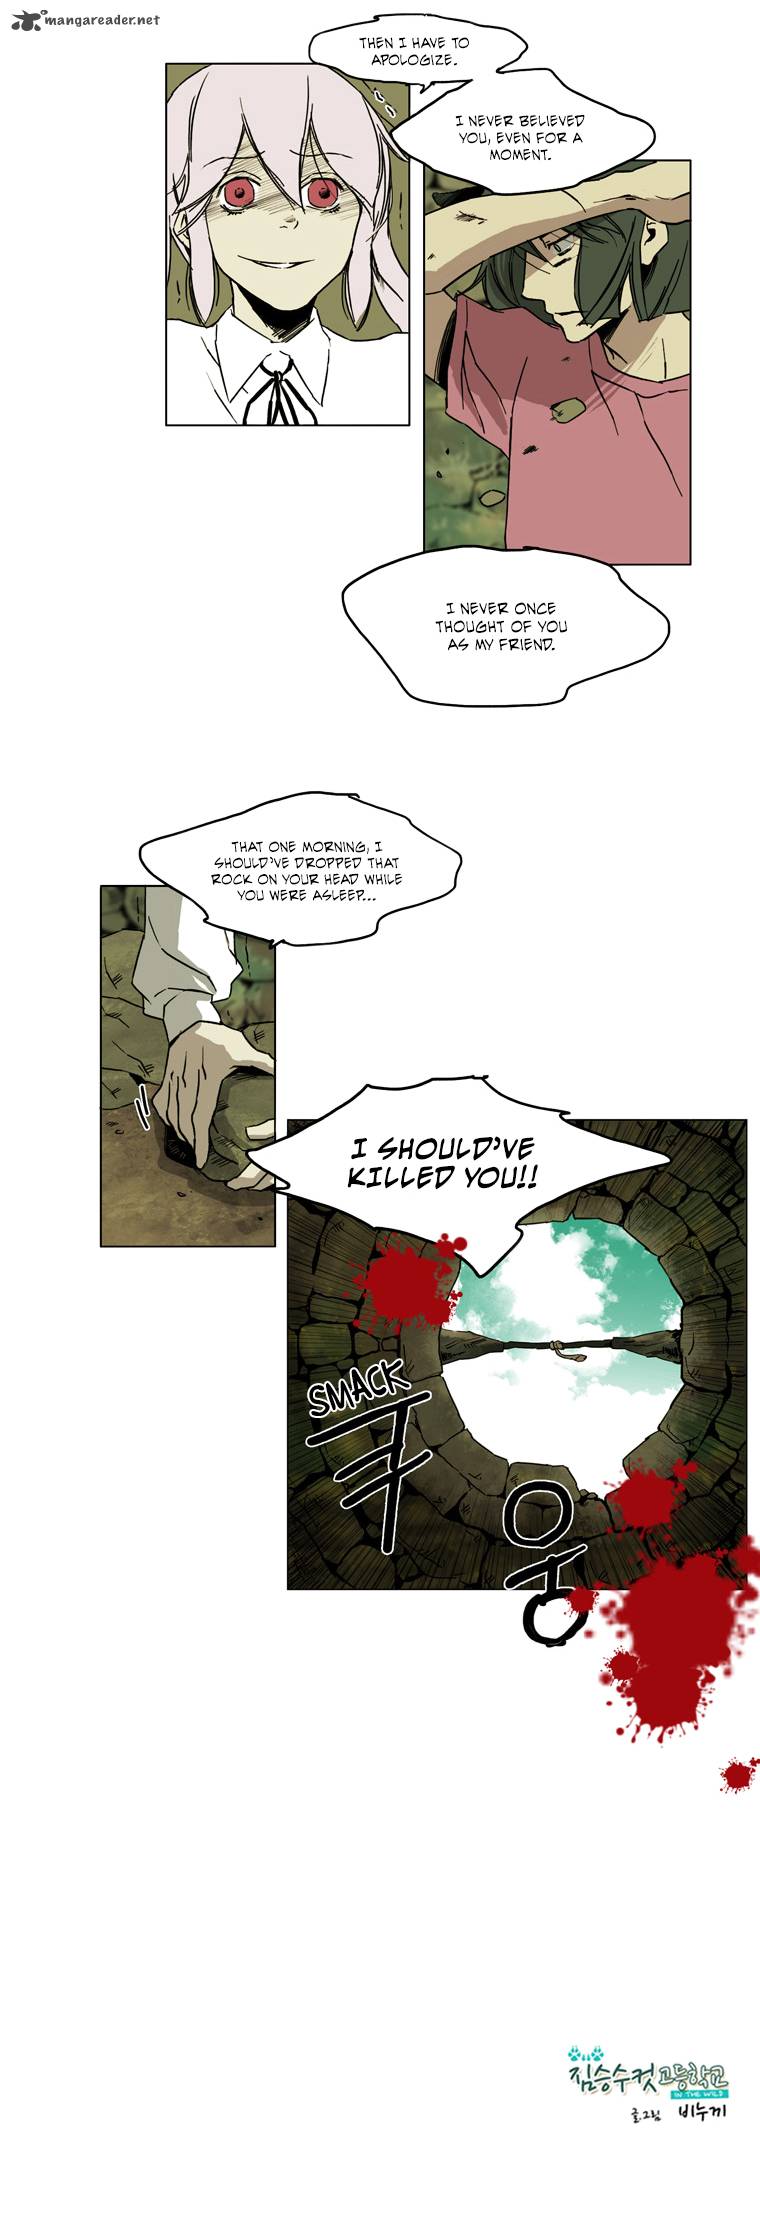 mangareader.net
THEN I HAVE TO
APOLOGIZE.
I NEVER BELIEVED
YOU, EVEN FOR A
MOMENT.
I NEVER ONCE
THOUGHT OF YOU
AS MY FRIEND.
THAT ONE MORNING, I
SHOULD'VE DROPPED THAT
ROCK ON YOUR HEAD WHILE
YOU WERE ASLEEP...
I SHOULD'VE
KILLED YOU!!
SMACK
쿠
웅
짐승수컷고등학교
IN THE WILD
글.그림 비누끼